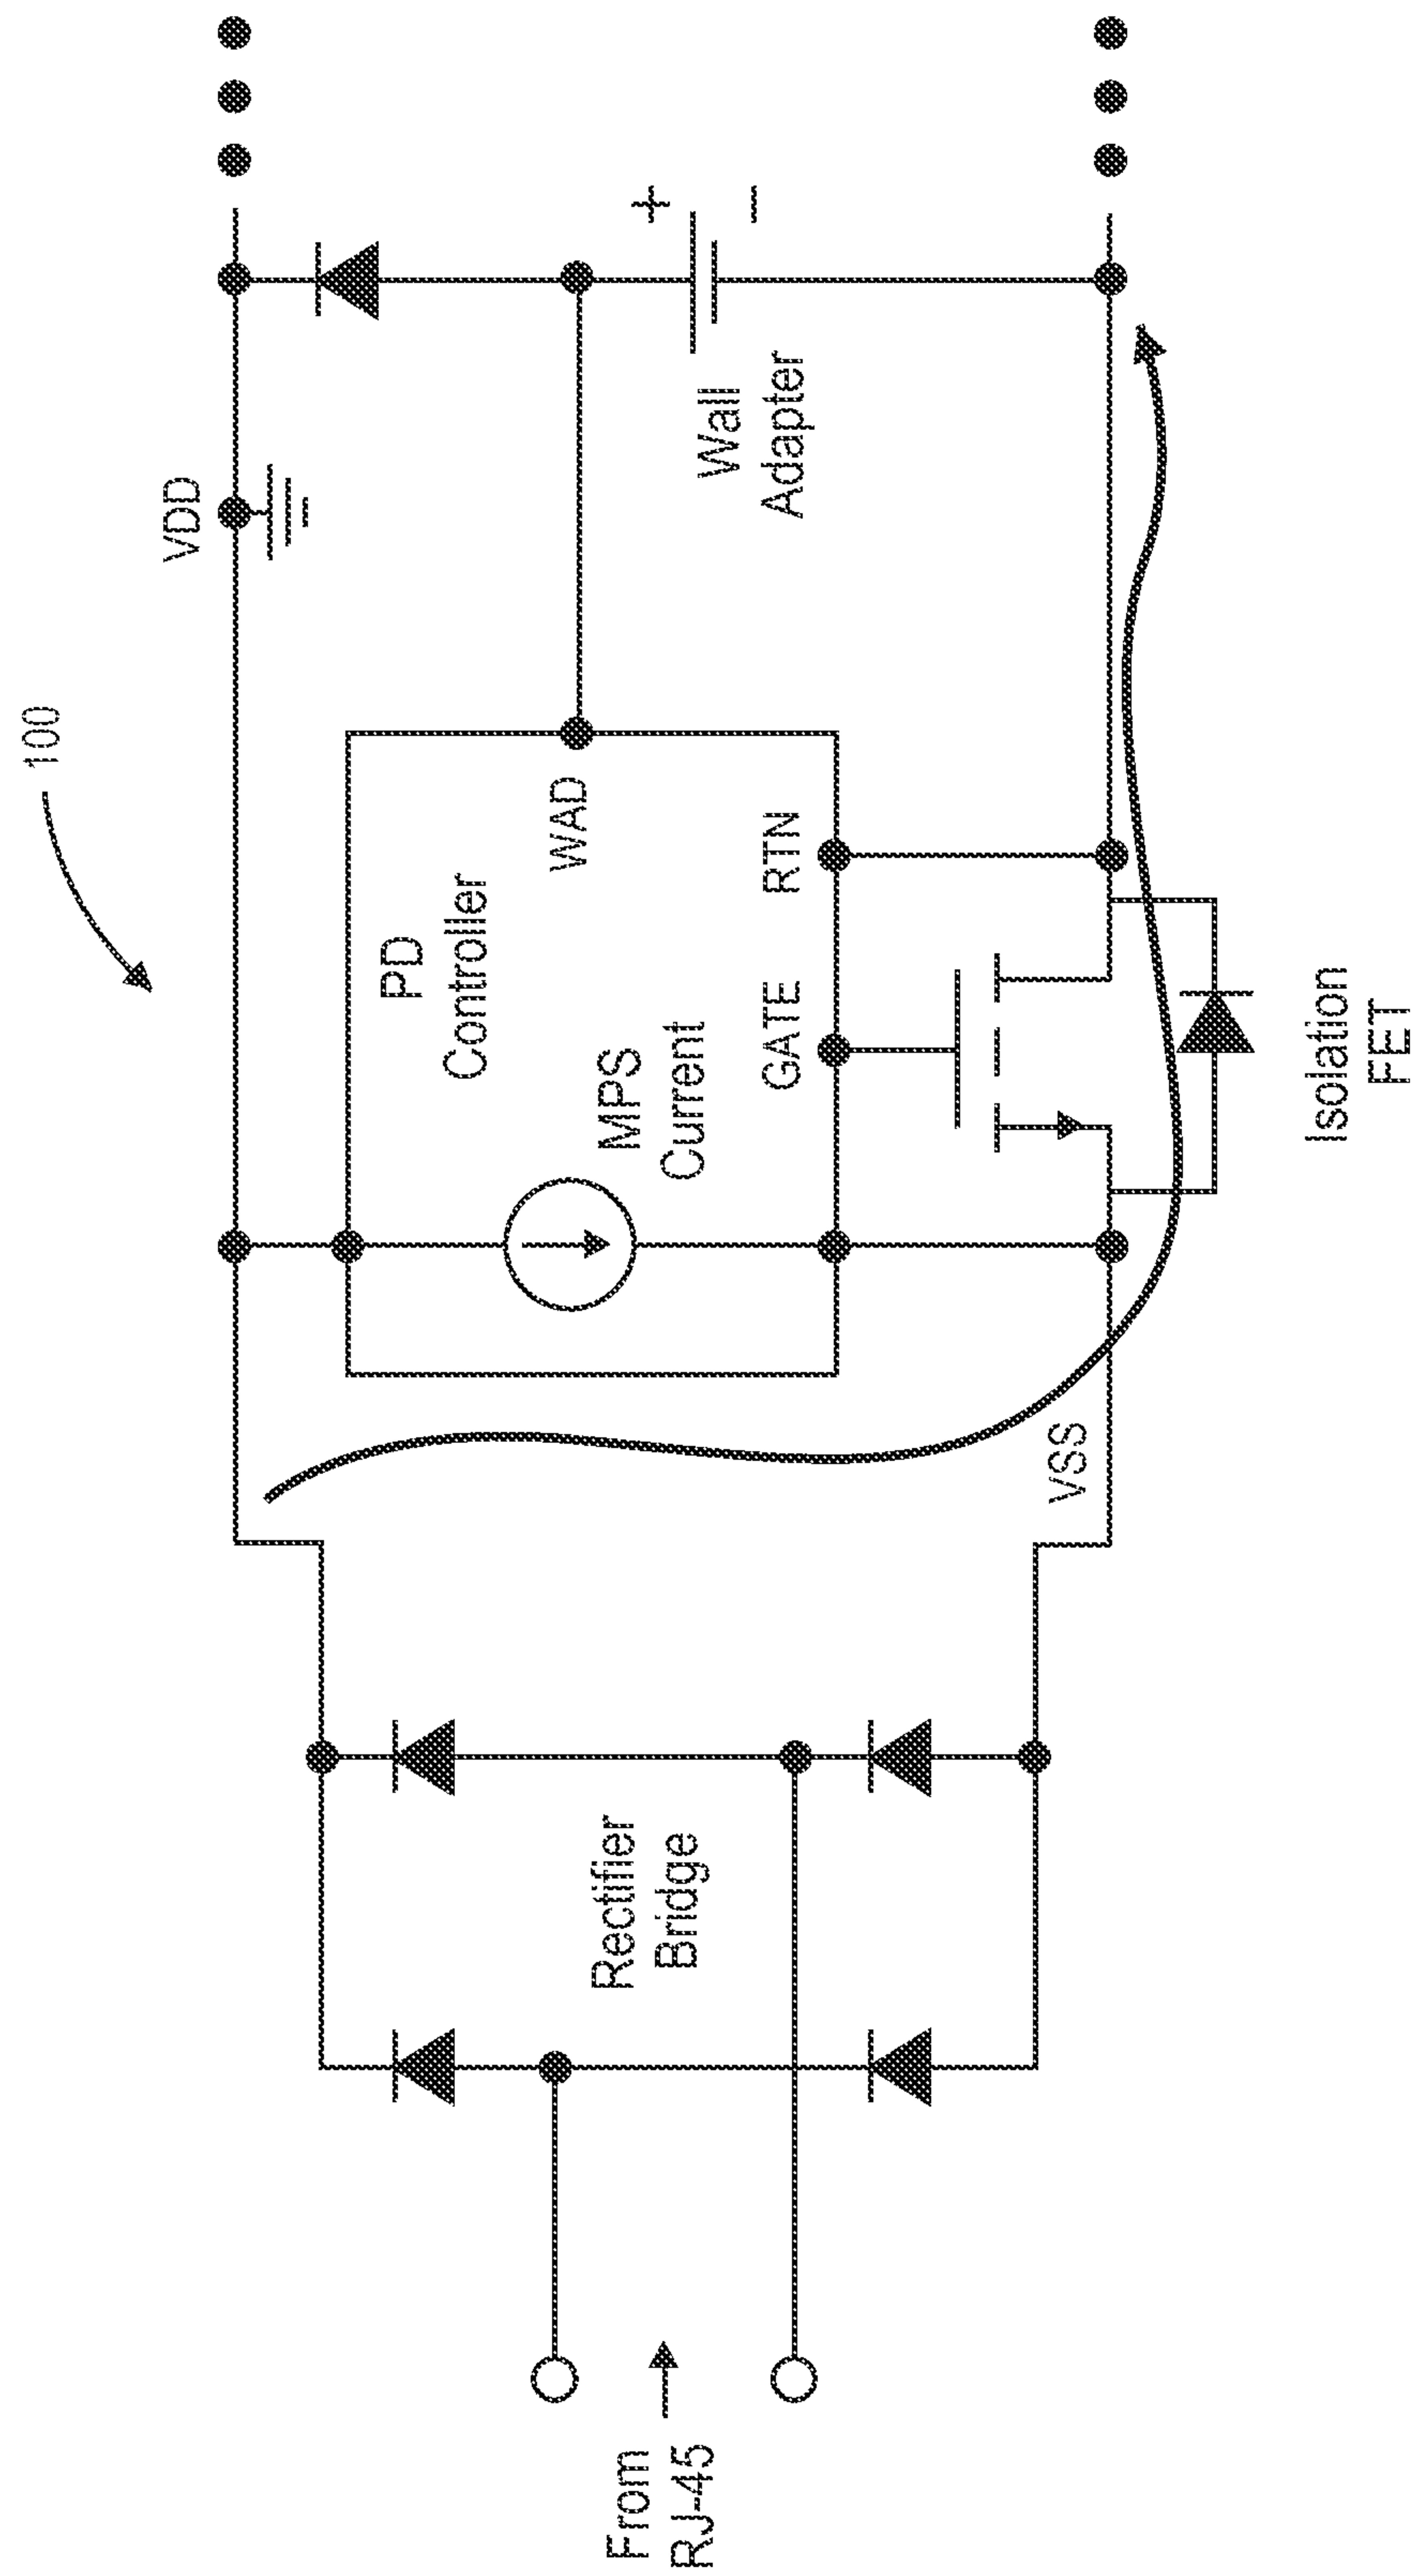 100
VDD
PD
Controller
WAD
MPS
Current
GATE
RTN
Wall
Adapter
+
−
Rectifier
Bridge
From
RJ-45
VSS
Isolation
FET